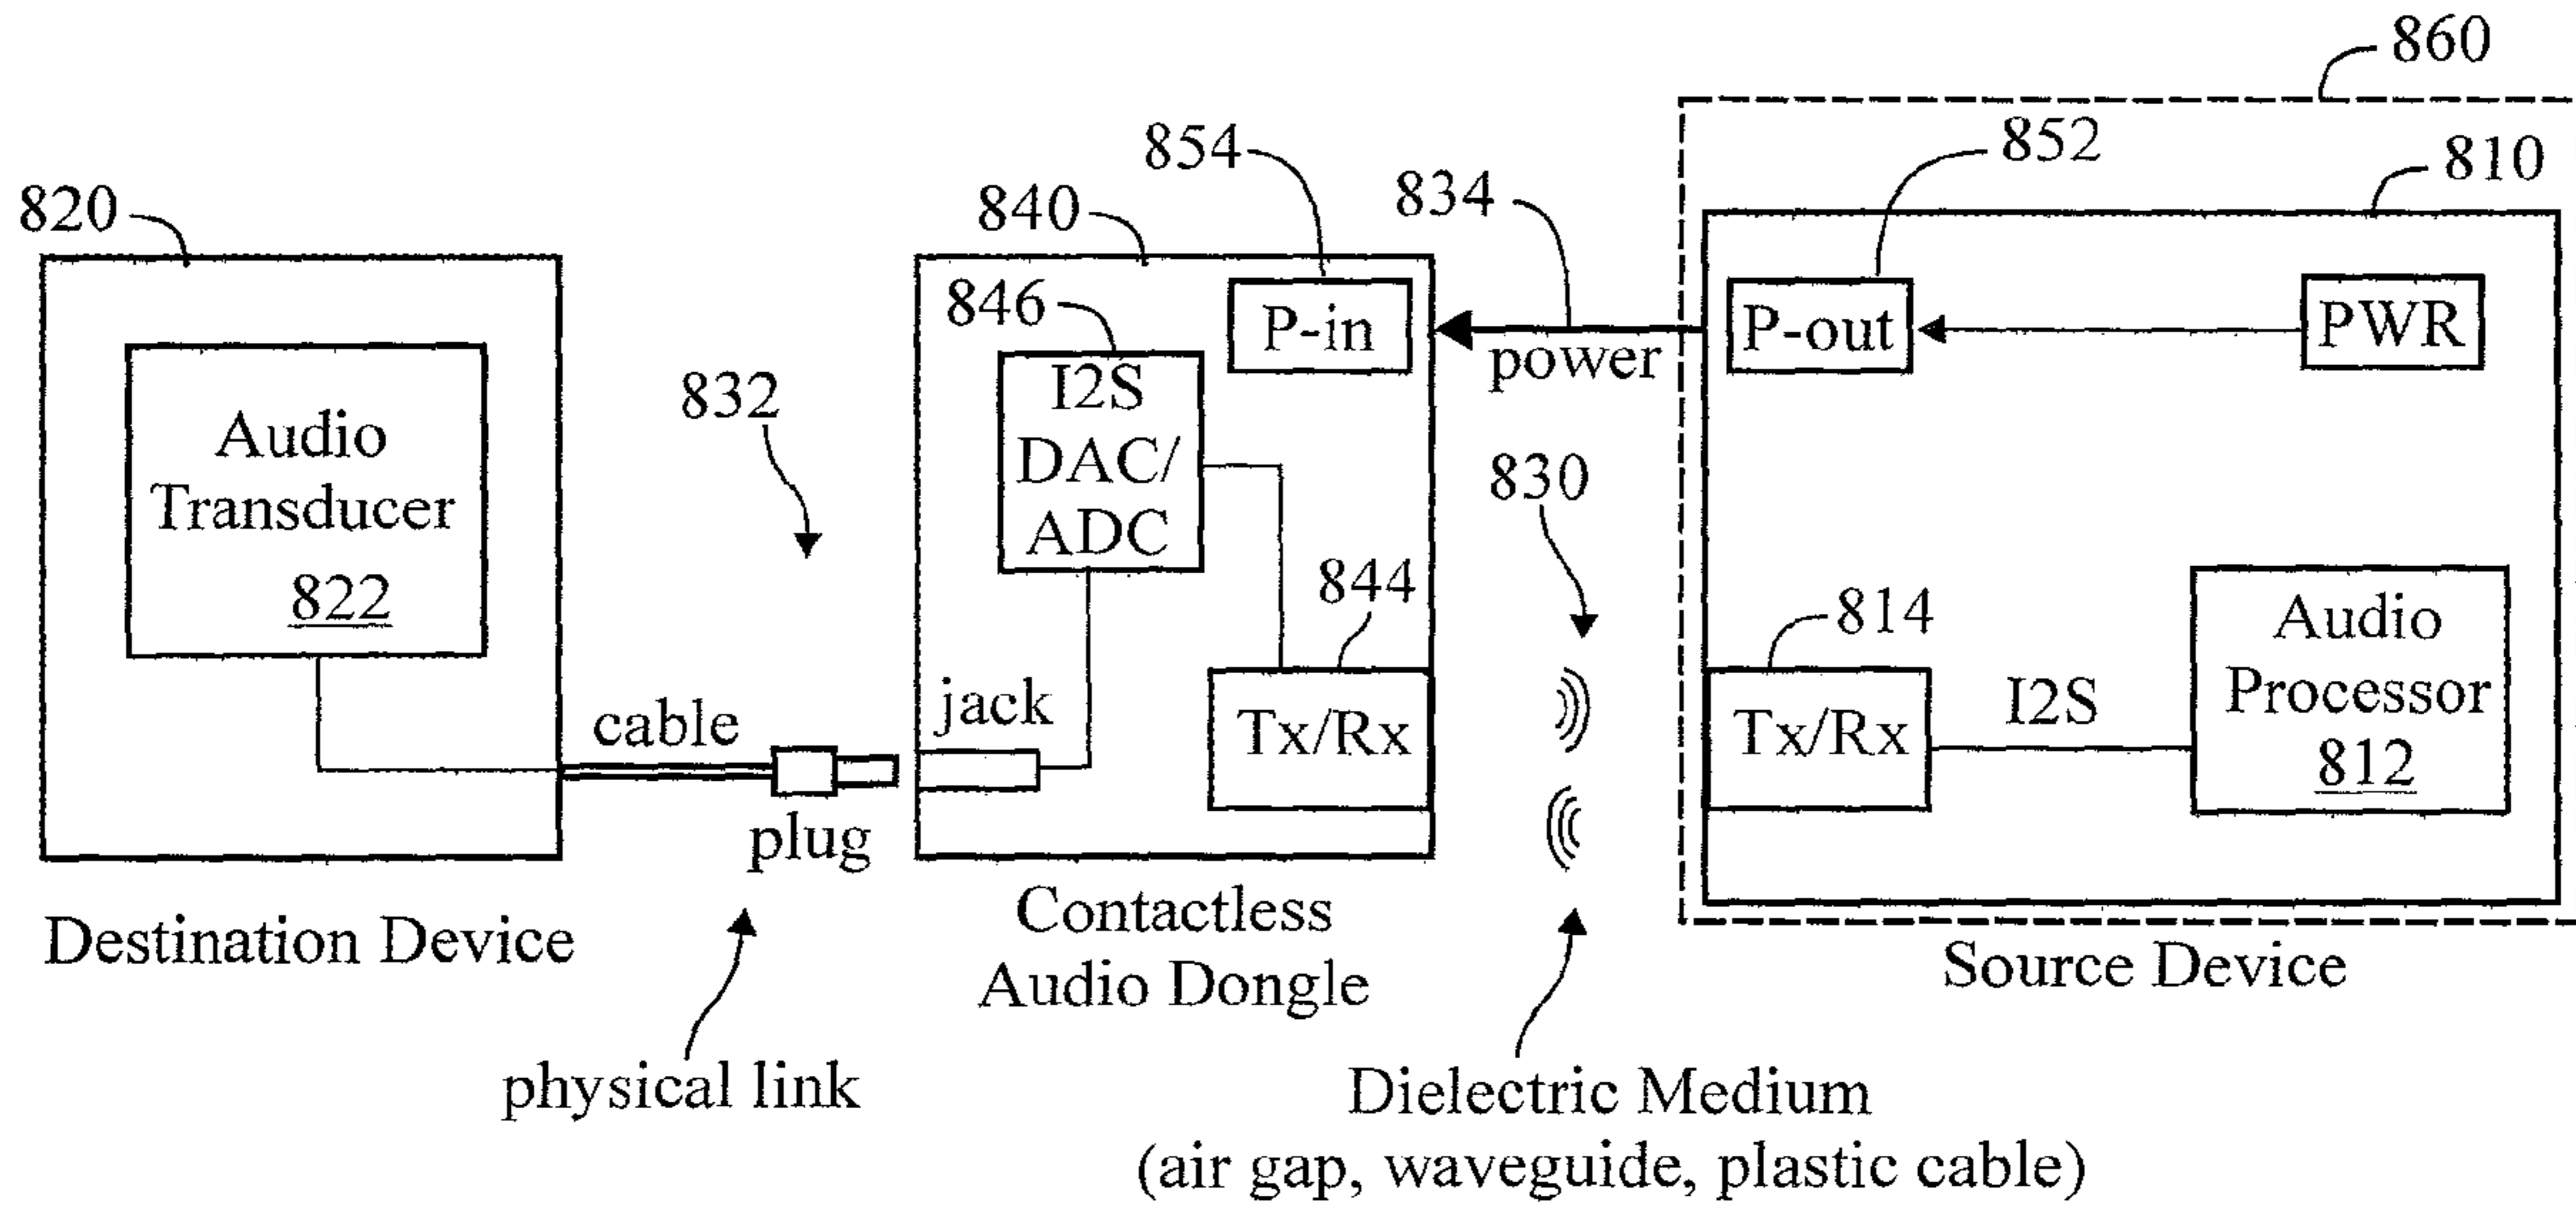 860
854
852
810
820
840
834
846
P-in
P-out
PWR
power
I2S
DAC/
ADC
832
830
Audio
Transducer
822
844
814
Audio
Processor
812
cable
jack
Tx/Rx
Tx/Rx
I2S
plug
Destination Device
Contactless
Audio Dongle
Source Device
physical link
Dielectric Medium
(air gap, waveguide, plastic cable)